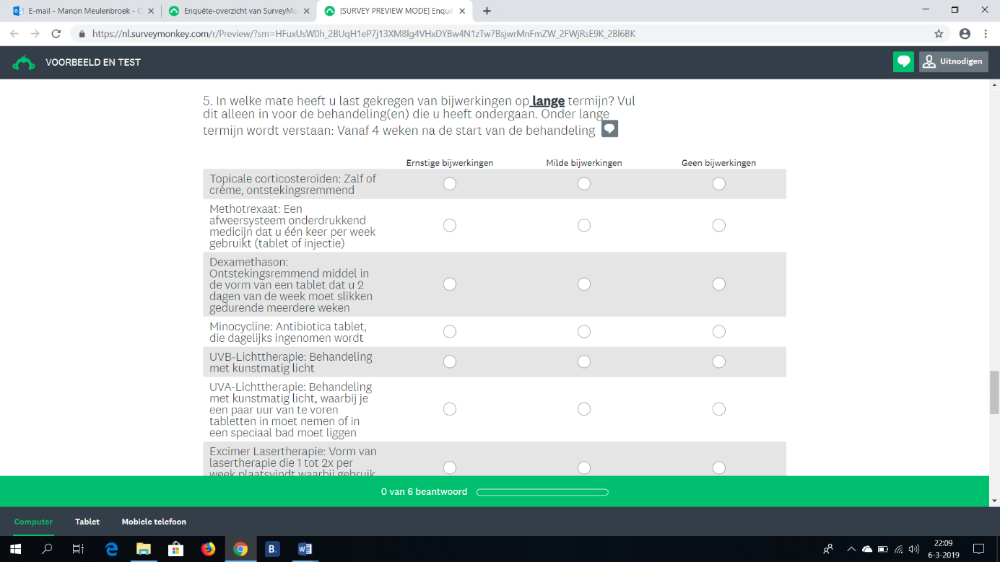 E-mail - Manon Meulenbroek - O
Enquête-overzicht van SurveyMo
[SURVEY PREVIEW MODE] Enquê
https://nl.surveymonkey.com/r/Preview/?sm=HFuxUsW0h_2BUqH1eP7j13XM8lg4VHxDYBw4N1zTw7BsjwrMnFmZW_2FWjRsE9K_2Bl6BK
VOORBEELD EN TEST
Uitnodigen
5. In welke mate heeft u last gekregen van bijwerkingen op lange termijn? Vul
dit alleen in voor de behandeling(en) die u heeft ondergaan. Onder lange
termijn wordt verstaan: Vanaf 4 weken na de start van de behandeling
Ernstige bijwerkingen Milde bijwerkingen Geen bijwerkingen
Topicale corticosteroïden: Zalf of
crème, ontstekingsremmend
Methotrexaat: Een
afweersysteem onderdrukkend
medicijn dat u één keer per week
gebruikt (tablet of injectie)
Dexamethason:
Ontstekingsremmend middel in
de vorm van een tablet dat u 2
dagen van de week moet slikken
gedurende meerdere weken
Minocycline: Antibiotica tablet,
die dagelijks ingenomen wordt
UVB-Lichttherapie: Behandeling
met kunstmatig licht
UVA-Lichttherapie: Behandeling
met kunstmatig licht, waarbij je
een paar uur van te voren
tabletten in moet nemen of in
een speciaal bad moet liggen
Excimer Lasertherapie: Vorm van
lasertherapie die 1 tot 2x per
week plaatsvindt waarbij gebruik
0 van 6 beantwoord
Computer Tablet Mobiele telefoon
B.
22:09
6-3-2019